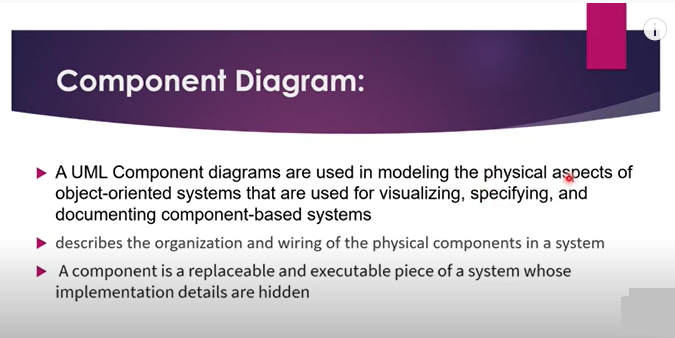 Component Diagram:
A UML Component diagrams are used in modeling the physical aspects of
object-oriented systems that are used for visualizing, specifying, and
documenting component-based systems
describes the organization and wiring of the physical components in a system
A component is a replaceable and executable piece of a system whose
implementation details are hidden